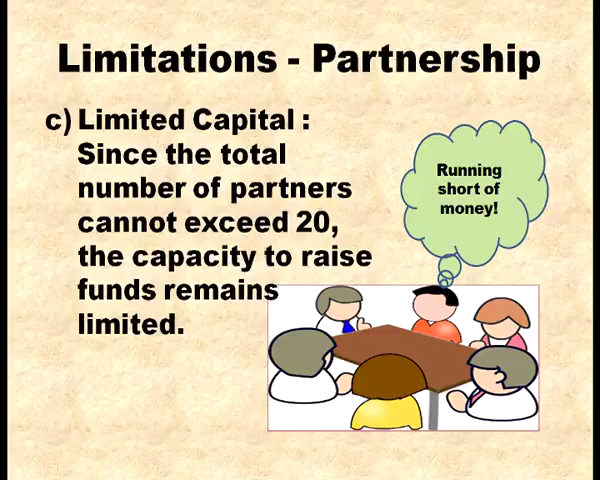 Limitations - Partnership
c) Limited Capital :
Since the total
number of partners
cannot exceed 20,
the capacity to raise
funds remains
limited.
Running
short of
money!